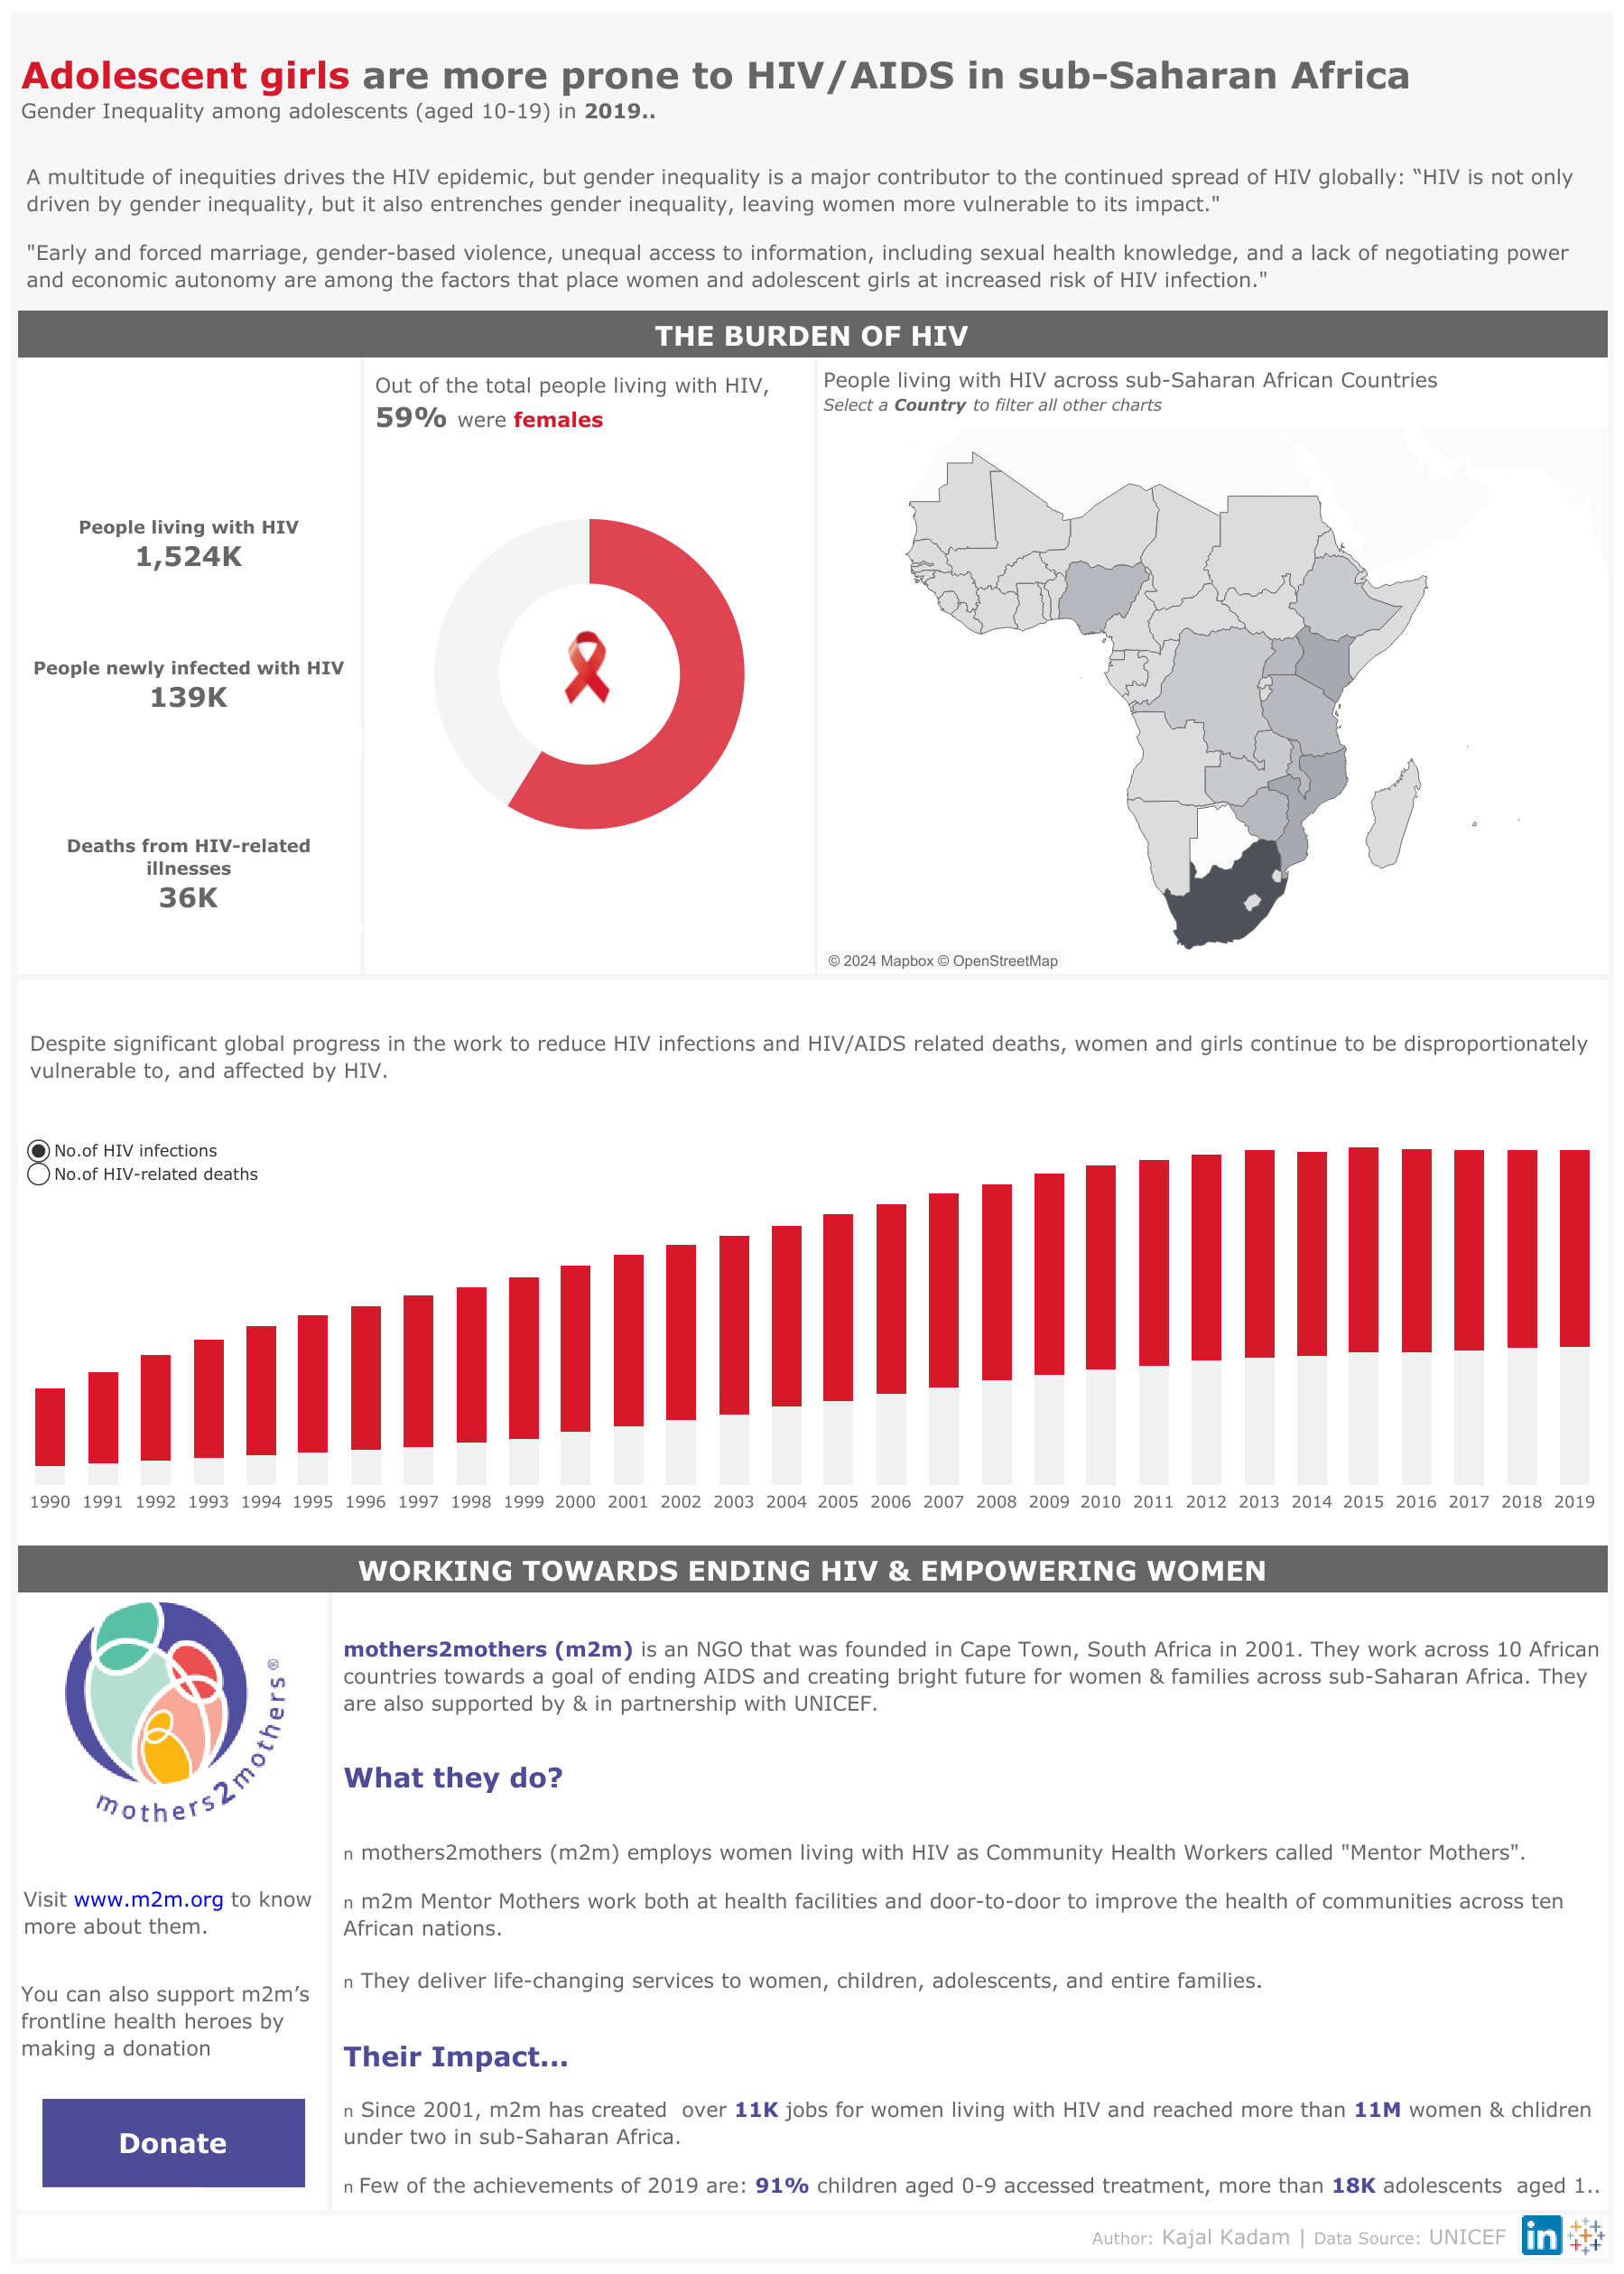 Adolescent girls are more prone to HIV/AIDS in sub-Saharan Africa
Gender Inequality among adolescents (aged 10-19) in 2019..
A multitude of inequities drives the HIV epidemic, but gender inequality is a major contributor to the continued spread of HIV globally: “HIV is not only
driven by gender inequality, but it also entrenches gender inequality, leaving women more vulnerable to its impact."
"Early and forced marriage, gender-based violence, unequal access to information, including sexual health knowledge, and a lack of negotiating power
and economic autonomy are among the factors that place women and adolescent girls at increased risk of HIV infection."
THE BURDEN OF HIV
People living with HIV
1,524K
People newly infected with HIV
139K
Deaths from HIV-related
illnesses
36K
Out of the total people living with HIV,
59% were females
People living with HIV across sub-Saharan African Countries
Select a Country to filter all other charts
© 2024 Mapbox © OpenStreetMap
Despite significant global progress in the work to reduce HIV infections and HIV/AIDS related deaths, women and girls continue to be disproportionately
vulnerable to, and affected by HIV.
No.of HIV infections
No.of HIV-related deaths
1990 1991 1992 1993 1994 1995 1996 1997 1998 1999 2000 2001 2002 2003 2004 2005 2006 2007 2008 2009 2010 2011 2012 2013 2014 2015 2016 2017 2018 2019
WORKING TOWARDS ENDING HIV & EMPOWERING WOMEN
mothers2mothers®
Visit www.m2m.org to know
more about them.
You can also support m2m’s
frontline health heroes by
making a donation
Donate
mothers2mothers (m2m) is an NGO that was founded in Cape Town, South Africa in 2001. They work across 10 African
countries towards a goal of ending AIDS and creating bright future for women & families across sub-Saharan Africa. They
are also supported by & in partnership with UNICEF.
What they do?
n mothers2mothers (m2m) employs women living with HIV as Community Health Workers called "Mentor Mothers".
n m2m Mentor Mothers work both at health facilities and door-to-door to improve the health of communities across ten
African nations.
n They deliver life-changing services to women, children, adolescents, and entire families.
Their Impact...
n Since 2001, m2m has created over 11K jobs for women living with HIV and reached more than 11M women & chlidren
under two in sub-Saharan Africa.
n Few of the achievements of 2019 are: 91% children aged 0-9 accessed treatment, more than 18K adolescents aged 1..
Author: Kajal Kadam | Data Source: UNICEF
in